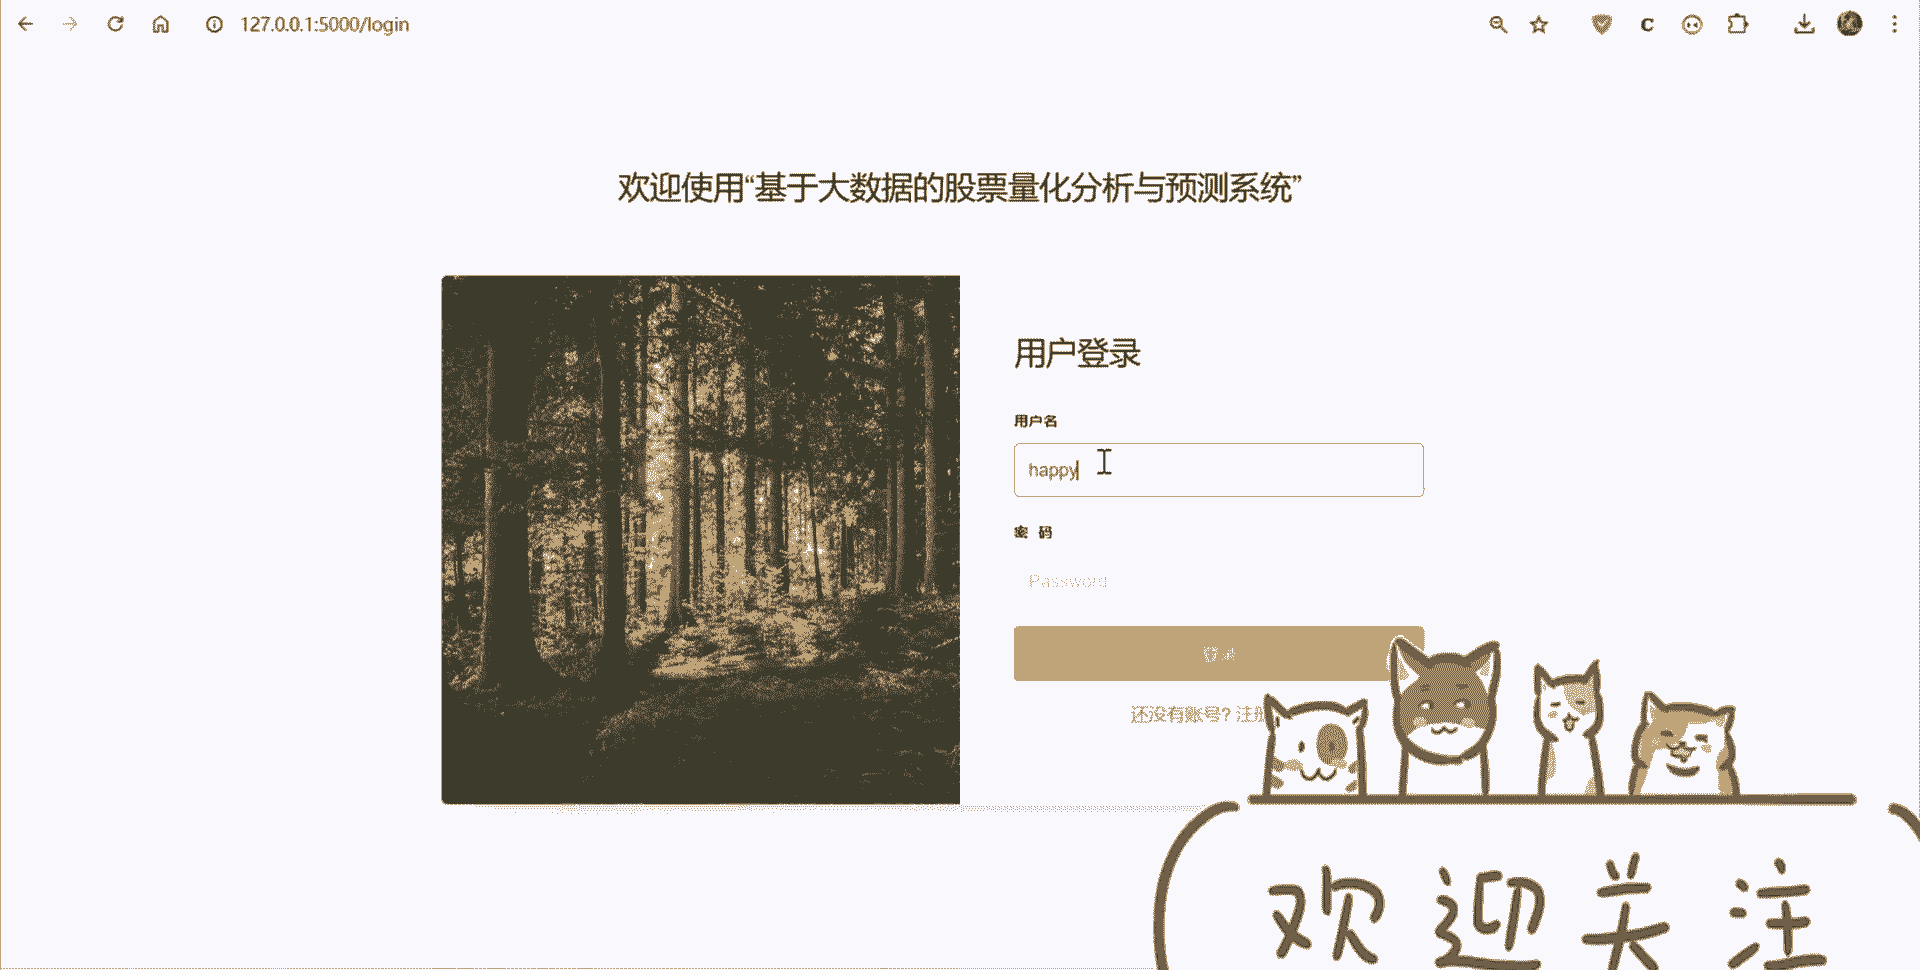 127.0.0.1:5000/login
欢迎使用“基于大数据的股票量化分析与预测系统”
用户登录
用户名
happy
密 码
Password
登录
还没有账号? 注册
欢迎关注